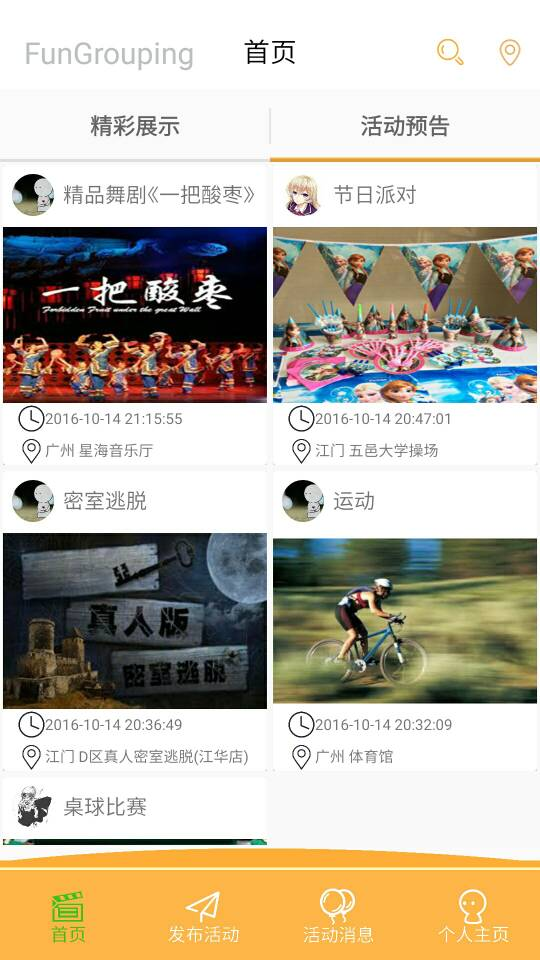 FunGrouping
首页
精彩展示
活动预告
精品舞剧《一把酸枣》
节日派对
一把酸枣
Forbidden Fruit under the great Wall
2016-10-14 21:15:55
广州 星海音乐厅
2016-10-14 20:47:01
江门 五邑大学操场
密室逃脱
运动
真人版
密室逃脱
2016-10-14 20:36:49
江门 D区真人密室逃脱(江华店)
2016-10-14 20:32:09
广州 体育馆
桌球比赛
首页
发布活动
活动消息
个人主页